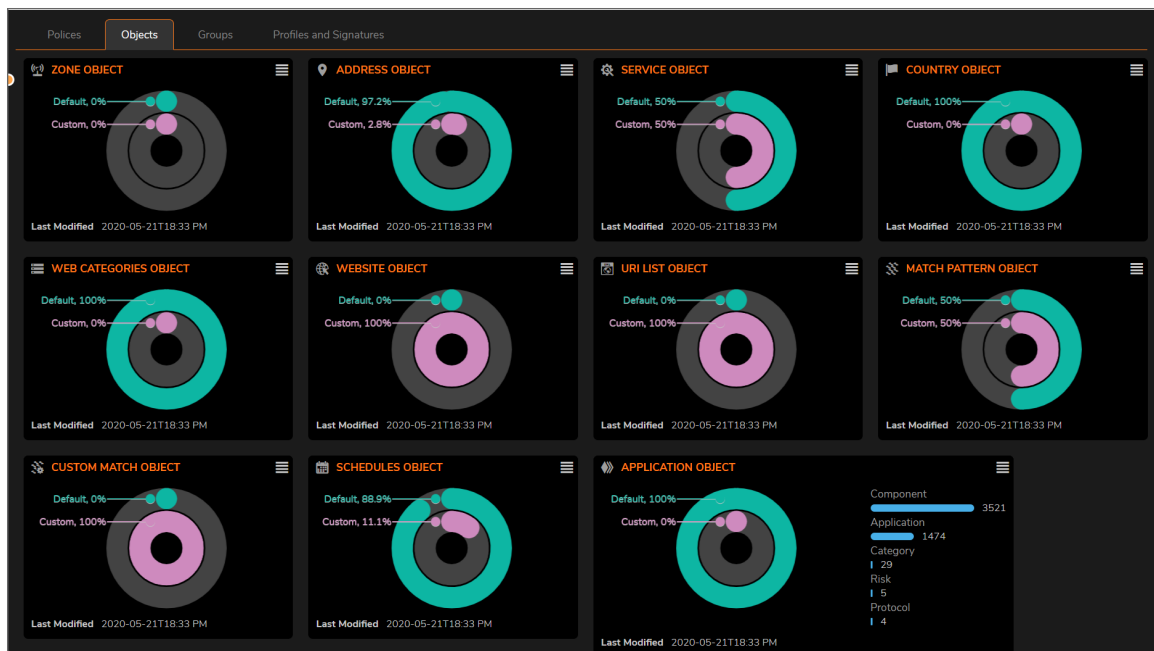 Polices
Objects
Groups
Profiles and Signatures
ZONE OBJECT
Default, 0%
Custom, 0%
Last Modified 2020-05-21T18:33 PM
ADDRESS OBJECT
Default, 97.2%
Custom, 2.8%
Last Modified 2020-05-21T18:33 PM
SERVICE OBJECT
Default, 50%
Custom, 50%
Last Modified 2020-05-21T18:33 PM
COUNTRY OBJECT
Default, 100%
Custom, 0%
Last Modified 2020-05-21T18:33 PM
WEB CATEGORIES OBJECT
Default, 100%
Custom, 0%
Last Modified 2020-05-21T18:33 PM
WEBSITE OBJECT
Default, 0%
Custom, 100%
Last Modified 2020-05-21T18:33 PM
URI LIST OBJECT
Default, 0%
Custom, 100%
Last Modified 2020-05-21T18:33 PM
MATCH PATTERN OBJECT
Default, 50%
Custom, 50%
Last Modified 2020-05-21T18:33 PM
CUSTOM MATCH OBJECT
Default, 0%
Custom, 100%
Last Modified 2020-05-21T18:33 PM
SCHEDULES OBJECT
Default, 88.9%
Custom, 11.1%
Last Modified 2020-05-21T18:33 PM
APPLICATION OBJECT
Default, 100%
Custom, 0%
Component
3521
Application
1474
Category
29
Risk
5
Protocol
4
Last Modified 2020-05-21T18:33 PM